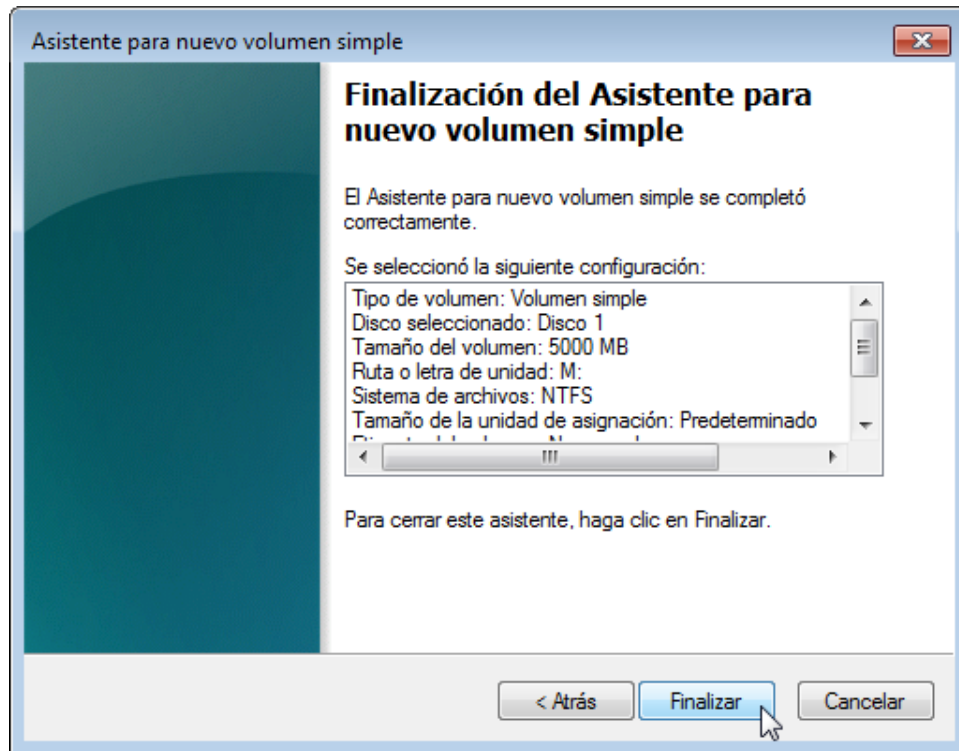 Asistente para nuevo volumen simple
Finalización del Asistente para
nuevo volumen simple
El Asistente para nuevo volumen simple se completó
correctamente.
Se seleccionó la siguiente configuración:
Tipo de volumen: Volumen simple
Disco seleccionado: Disco 1
Tamaño del volumen: 5000 MB
Ruta o letra de unidad: M:
Sistema de archivos: NTFS
Tamaño de la unidad de asignación: Predeterminado
Para cerrar este asistente, haga clic en Finalizar.
< Atrás
Finalizar
Cancelar